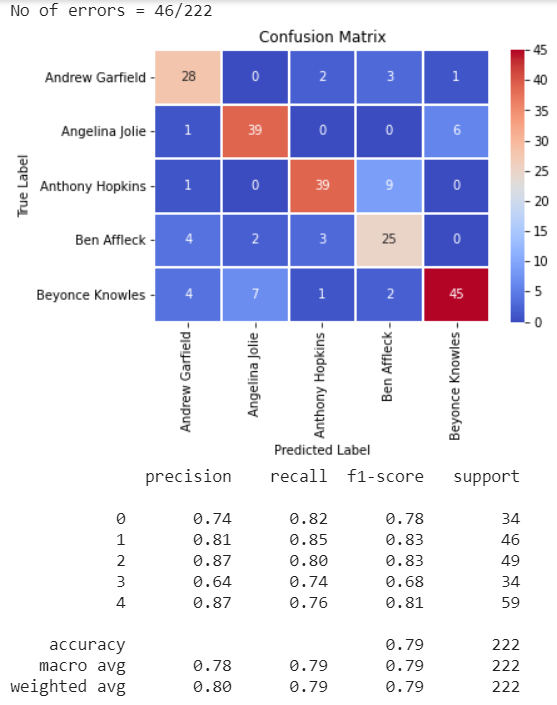 No of errors = 46/222
Confusion Matrix
True Label
Andrew Garfield 28 0 2 3 1
Angelina Jolie 1 39 0 0 6
Anthony Hopkins 1 0 39 9 0
Ben Affleck 4 2 3 25 0
Beyonce Knowles 4 7 1 2 45
Andrew Garfield
Angelina Jolie
Anthony Hopkins
Ben Affleck
Beyonce Knowles
Predicted Label
45
40
35
30
25
20
15
10
5
0
precision recall f1-score support
0 0.74 0.82 0.78 34
1 0.81 0.85 0.83 46
2 0.87 0.80 0.83 49
3 0.64 0.74 0.68 34
4 0.87 0.76 0.81 59
accuracy 0.79 222
macro avg 0.78 0.79 0.79 222
weighted avg 0.80 0.79 0.79 222